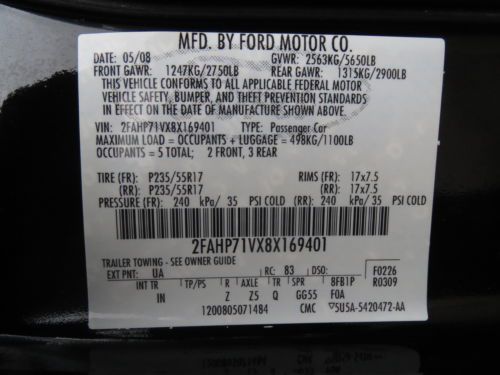 MFD. BY FORD MOTOR CO.
DATE: 05/08 GVWR: 2563KG/5650LB
FRONT GAWR: 1247KG/2750LB REAR GAWR: 1315KG/2900LB
THIS VEHICLE CONFORMS TO ALL APPLICABLE FEDERAL MOTOR
VEHICLE SAFETY, BUMPER, AND THEFT PREVENTION STANDARDS
IN EFFECT ON THE DATE OF MANUFACTURE SHOWN ABOVE.
VIN: 2FAHP71VX8X169401 TYPE: Passenger Car
MAXIMUM LOAD = OCCUPANTS + LUGGAGE = 498KG/1100LB
OCCUPANTS = 5 TOTAL; 2 FRONT, 3 REAR
TIRE (FR): P235/55R17 RIMS (FR): 17x7.5
(RR): P235/55R17 (RR): 17x7.5
PRESSURE (FR): 240 kPa/ 35 PSI COLD (RR): 240 kPa/ 35 PSI COLD
2FAHP71VX8X169401
TRAILER TOWING - SEE OWNER GUIDE
EXT PNT: UA RC: 83 DSO: F0226
INT TR TP/PS R AXLE TR SPR 8FB1P R0309
IN Z Z5 Q GG55 F0A
1200805071484 CMC 5U5A-5420472-AA